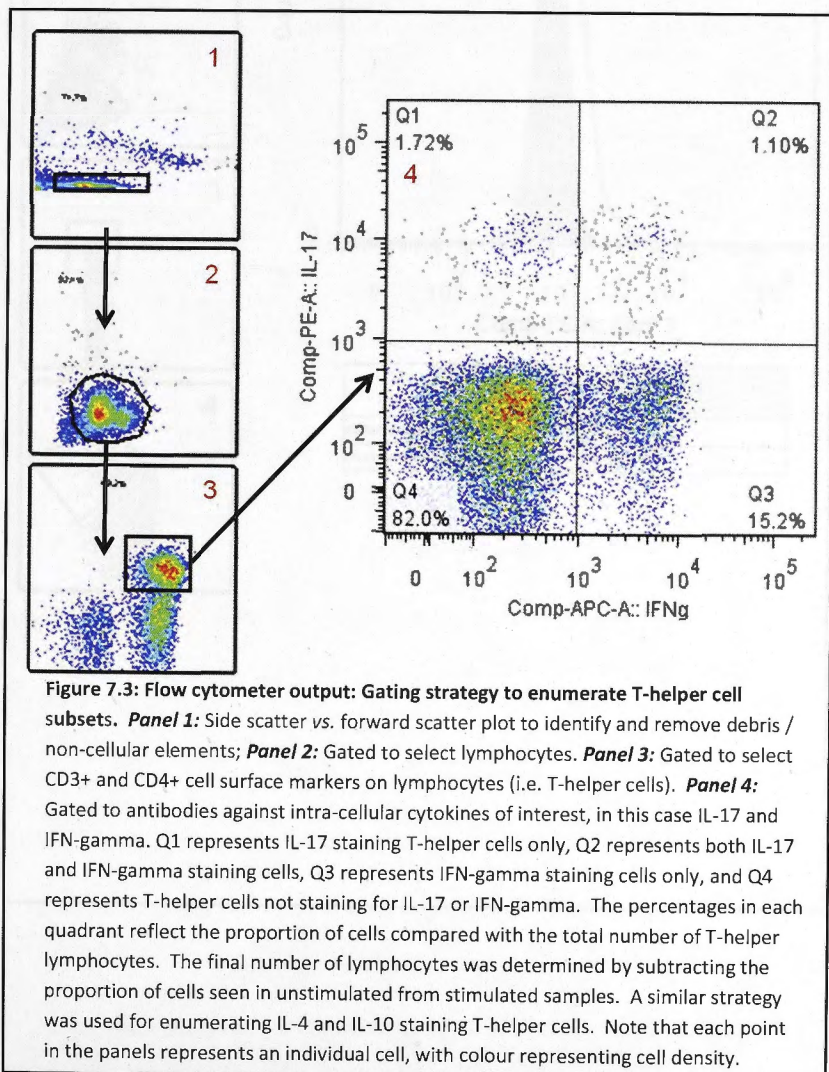 1
2
3
Q1
1.72%
Q2
1.10%
4
Q4
82.0%
Q3
15.2%
10^5
10^4
10^3
10^2
0
Comp-PE-A:: IL-17
0 10^2 10^3 10^4 10^5
Comp-APC-A:: IFNg
Figure 7.3: Flow cytometer output: Gating strategy to enumerate T-helper cell
subsets. Panel 1: Side scatter vs. forward scatter plot to identify and remove debris /
non-cellular elements; Panel 2: Gated to select lymphocytes. Panel 3: Gated to select
CD3+ and CD4+ cell surface markers on lymphocytes (i.e. T-helper cells). Panel 4:
Gated to antibodies against intra-cellular cytokines of interest, in this case IL-17 and
IFN-gamma. Q1 represents IL-17 staining T-helper cells only, Q2 represents both IL-17
and IFN-gamma staining cells, Q3 represents IFN-gamma staining cells only, and Q4
represents T-helper cells not staining for IL-17 or IFN-gamma. The percentages in each
quadrant reflect the proportion of cells compared with the total number of T-helper
lymphocytes. The final number of lymphocytes was determined by subtracting the
proportion of cells seen in unstimulated from stimulated samples. A similar strategy
was used for enumerating IL-4 and IL-10 staining T-helper cells. Note that each point
in the panels represents an individual cell, with colour representing cell density.